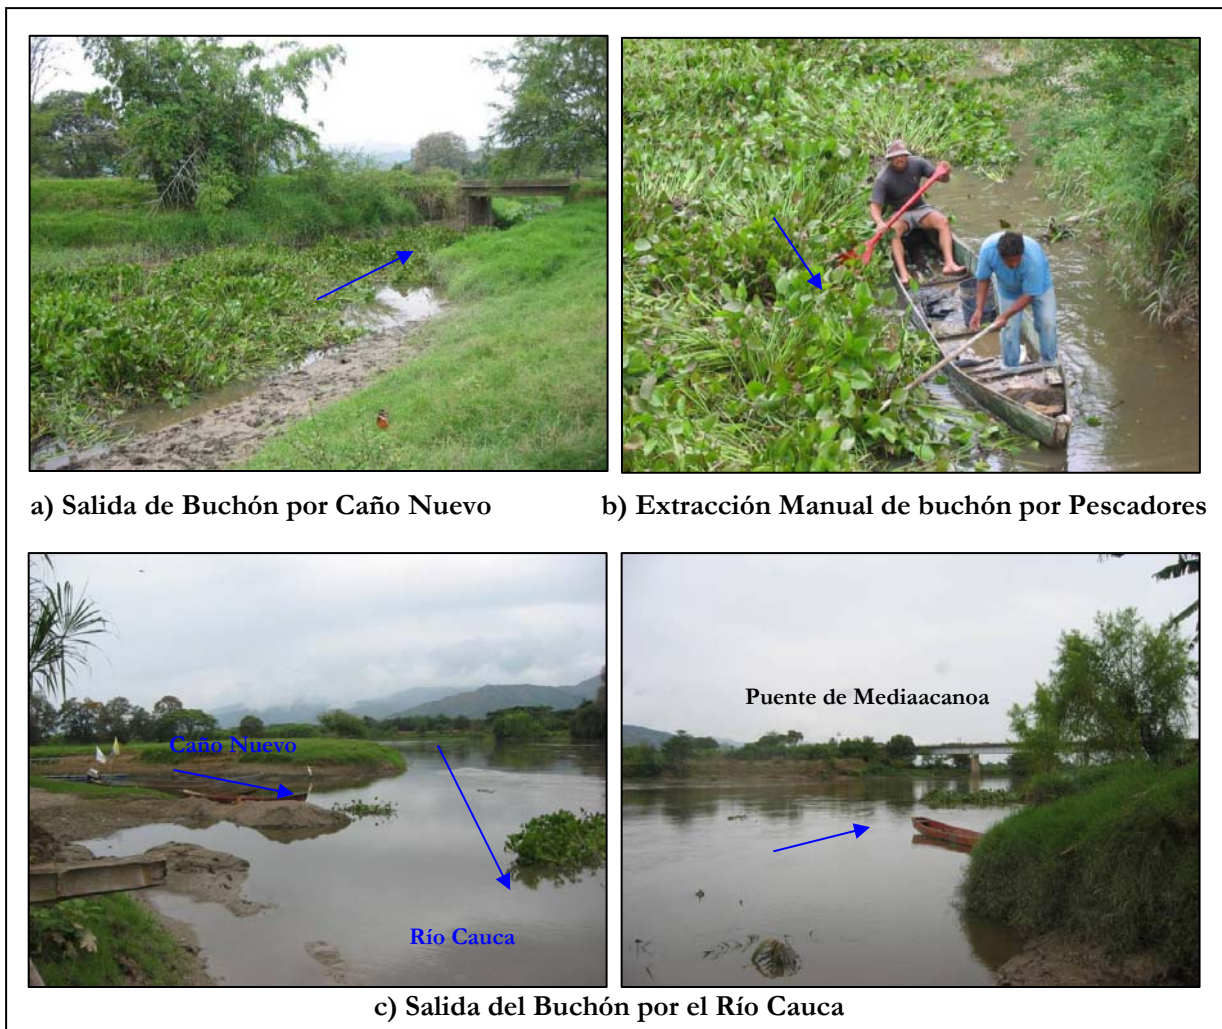 a) Salida de Buchón por Caño Nuevo
b) Extracción Manual de buchón por Pescadores
Caño Nuevo
Río Cauca
Puente de Mediaacanoa
c) Salida del Buchón por el Río Cauca